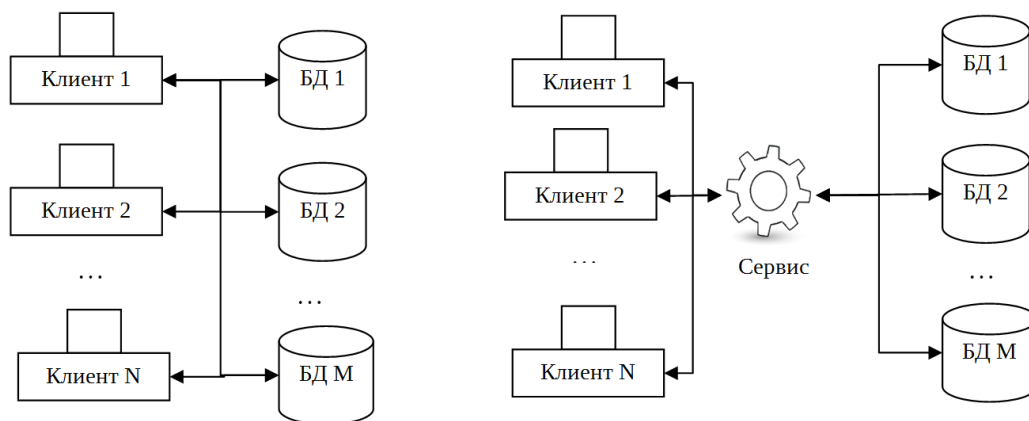 Клиент 1
БД 1
Клиент 2
БД 2
...
...
Клиент N
БД M
Клиент 1
БД 1
Клиент 2
БД 2
Сервис
...
...
Клиент N
БД M